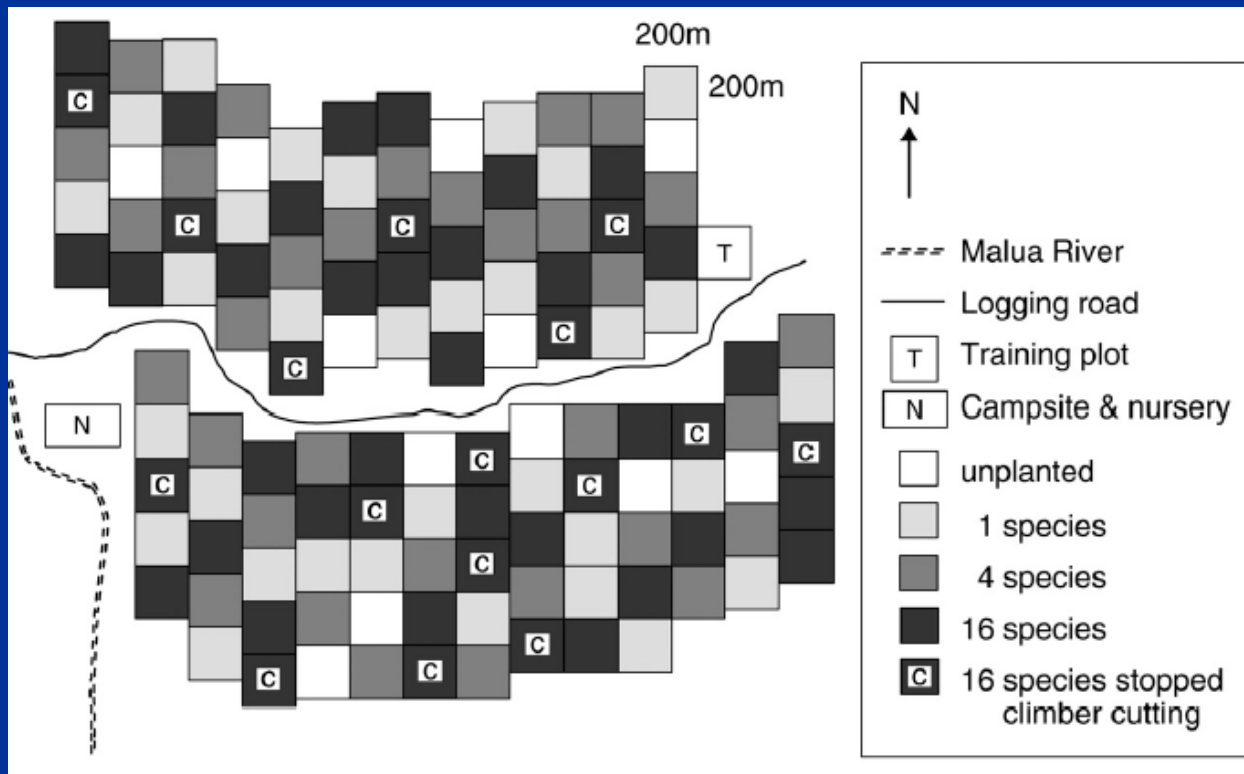 200m
200m
C
C
C
C
T
C
C
N
C
C
C
C
C
C
C
C
C
C
N
Malua River
Logging road
T Training plot
N Campsite & nursery
unplanted
1 species
4 species
16 species
C 16 species stopped
climber cutting